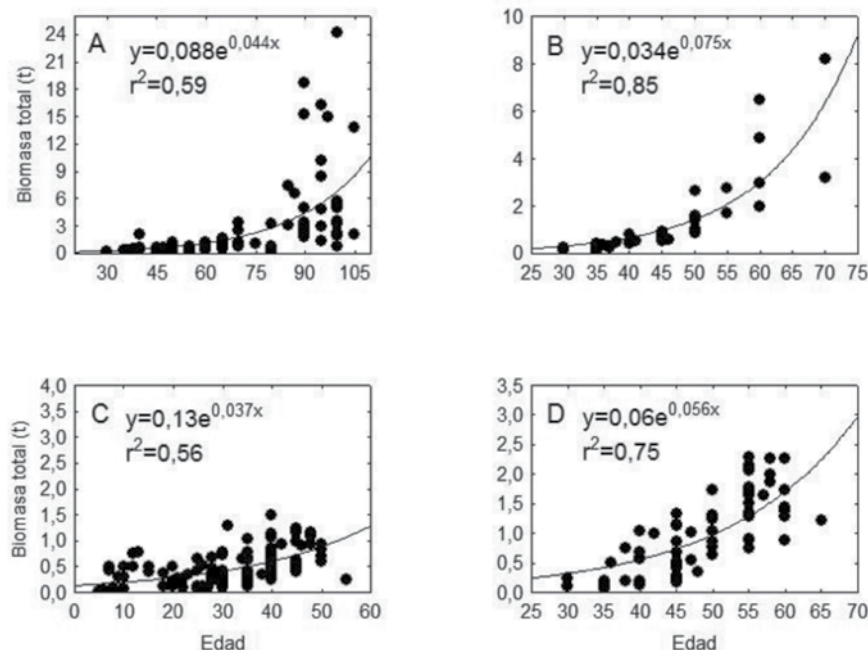 A
y=0,088e^0,044x
r²=0,59
Biomasa total (t)
24
21
18
15
12
9
6
3
0
30 45 60 75 90 105
B
y=0,034e^0,075x
r²=0,85
10
8
6
4
2
0
25 30 35 40 45 50 55 60 65 70 75
C
y=0,13e^0,037x
r²=0,56
Biomasa total (t)
4,0
3,5
3,0
2,5
2,0
1,5
1,0
0,5
0,0
0 10 20 30 40 50 60
Edad
D
y=0,06e^0,056x
r²=0,75
3,5
3,0
2,5
2,0
1,5
1,0
0,5
0,0
25 30 35 40 45 50 55 60 65 70
Edad